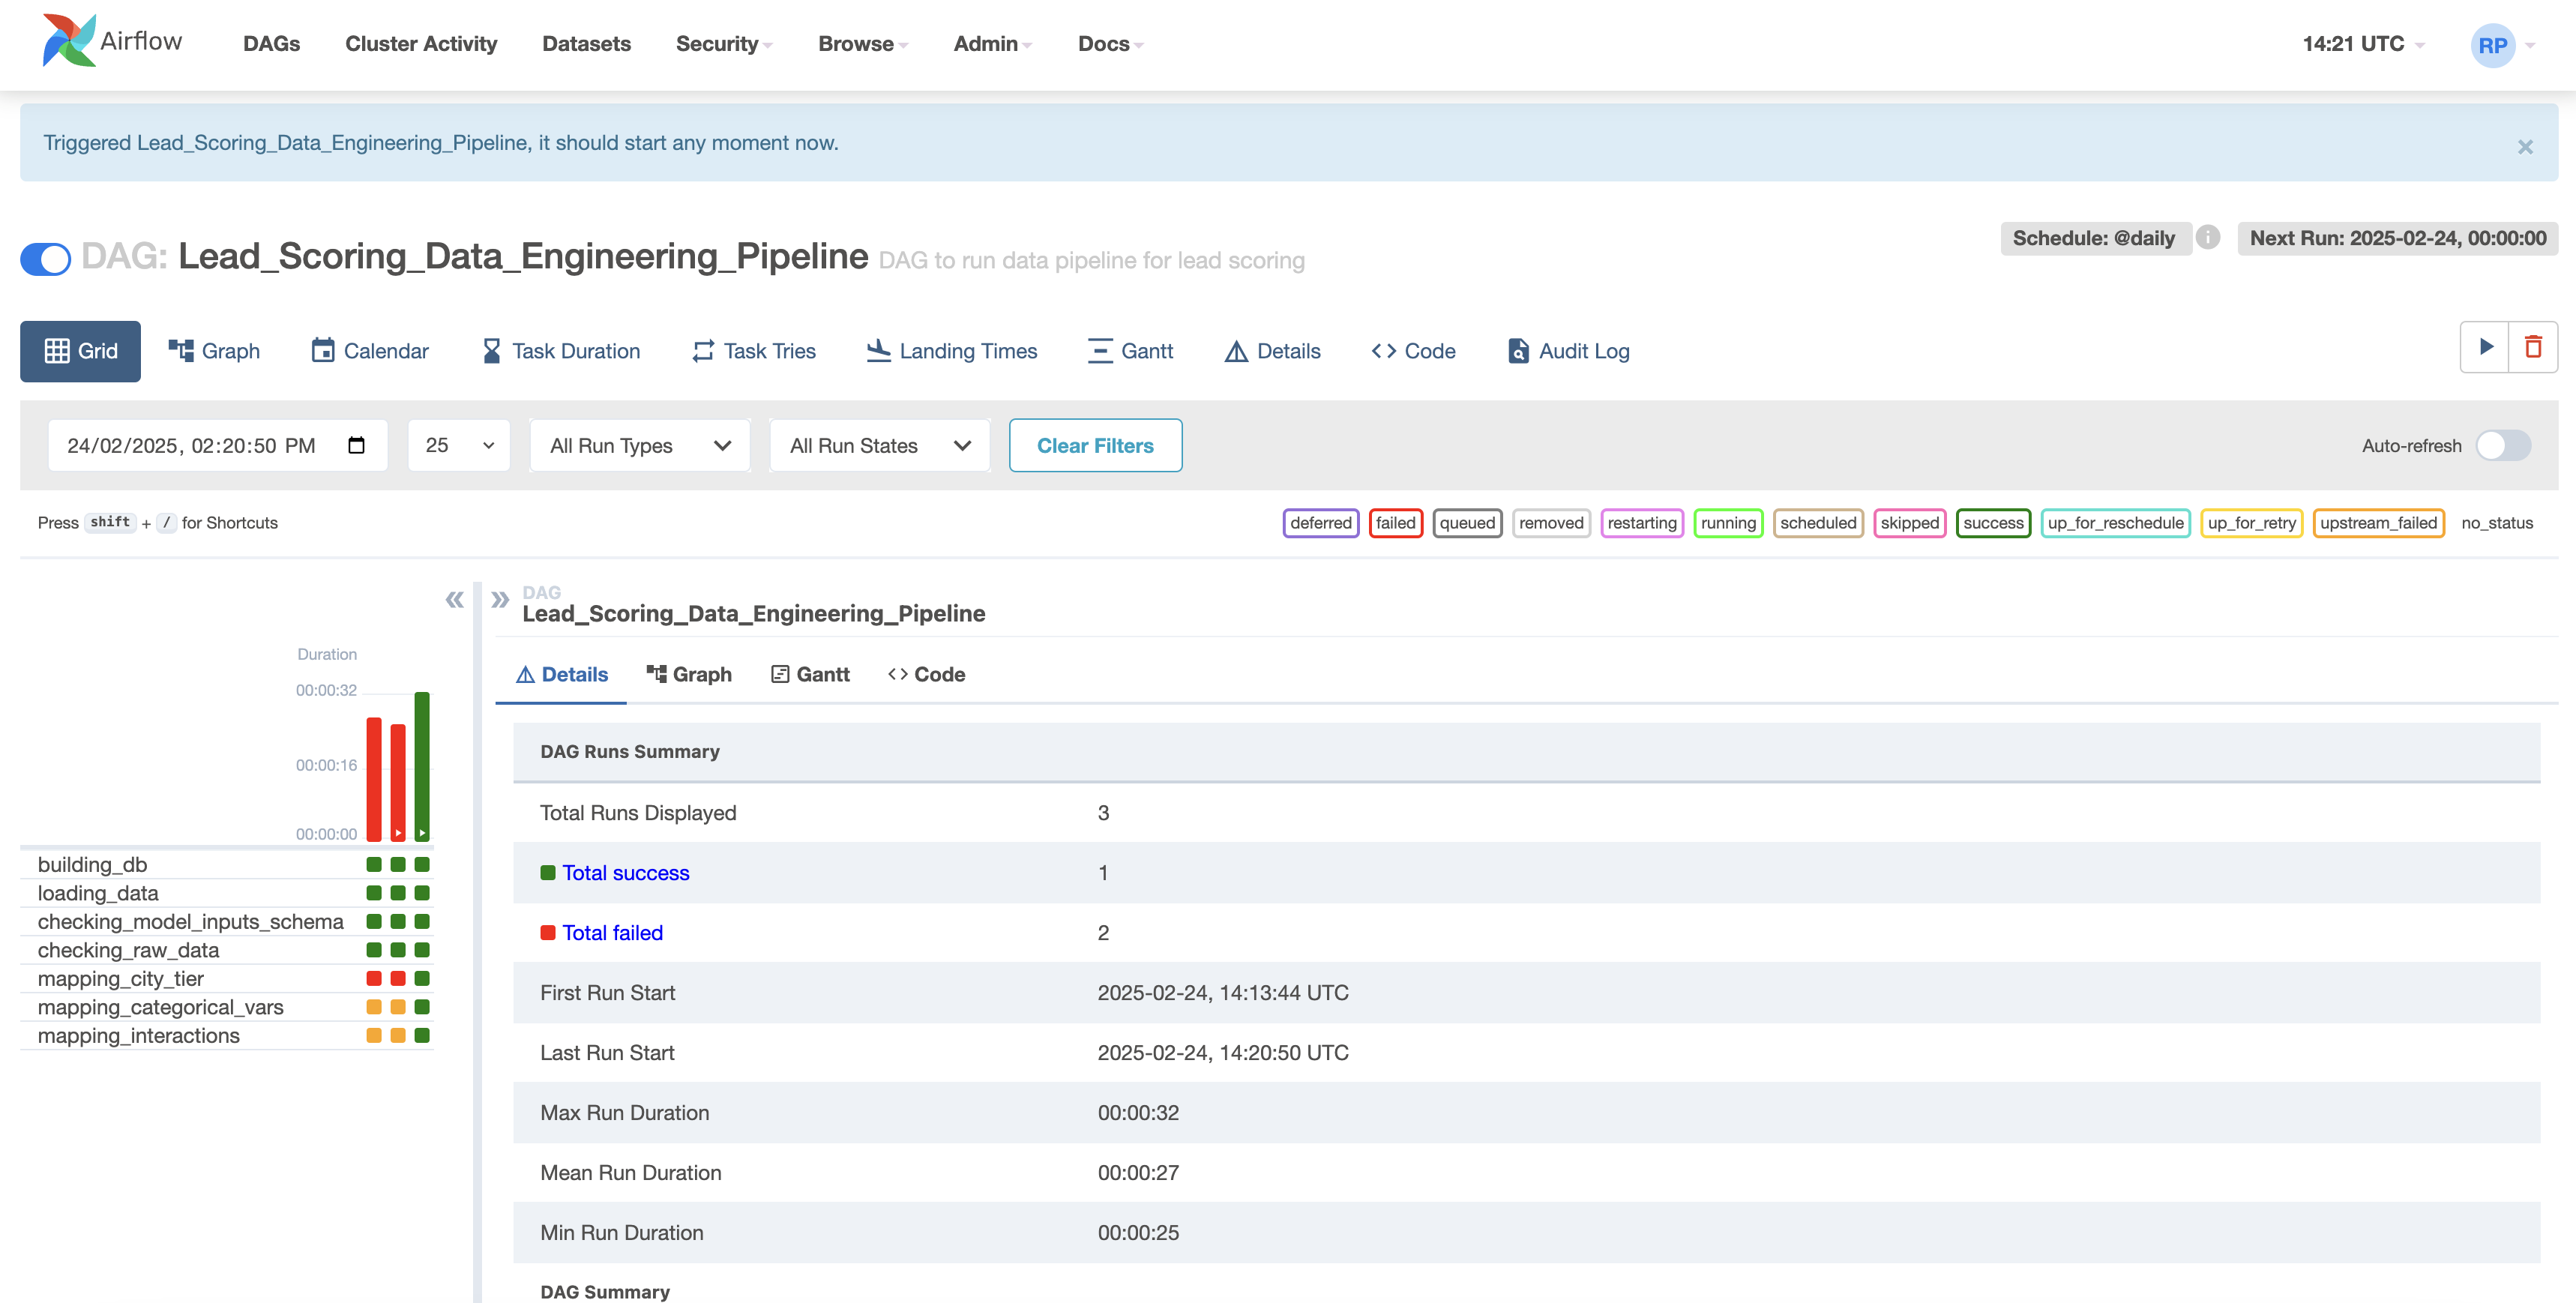 Airflow DAGs Cluster Activity Datasets Security Browse Admin Docs 14:21 UTC RP
Triggered Lead_Scoring_Data_Engineering_Pipeline, it should start any moment now. ×
DAG: Lead_Scoring_Data_Engineering_Pipeline DAG to run data pipeline for lead scoring
Schedule: @daily i Next Run: 2025-02-24, 00:00:00
Grid Graph Calendar Task Duration Task Tries Landing Times Gantt Details Code Audit Log
24/02/2025, 02:20:50 PM 25 All Run Types All Run States Clear Filters Auto-refresh
Press shift + / for Shortcuts
deferred failed queued removed restarting running scheduled skipped success up_for_reschedule up_for_retry upstream_failed no_status
Duration
00:00:32
00:00:16
00:00:00
building_db
loading_data
checking_model_inputs_schema
checking_raw_data
mapping_city_tier
mapping_categorical_vars
mapping_interactions
DAG
Lead_Scoring_Data_Engineering_Pipeline
Details Graph Gantt Code
DAG Runs Summary
Total Runs Displayed 3
Total success 1
Total failed 2
First Run Start 2025-02-24, 14:13:44 UTC
Last Run Start 2025-02-24, 14:20:50 UTC
Max Run Duration 00:00:32
Mean Run Duration 00:00:27
Min Run Duration 00:00:25
DAG Summary